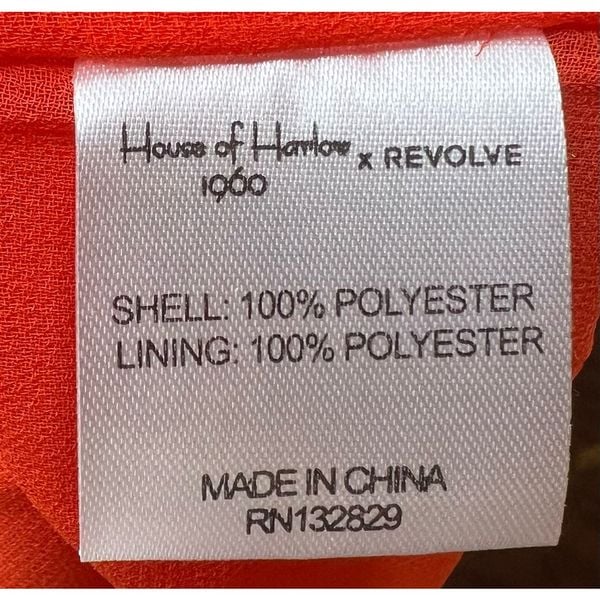 House of Harlow x REVOLVE
1960
SHELL: 100% POLYESTER
LINING: 100% POLYESTER
MADE IN CHINA
RN132829